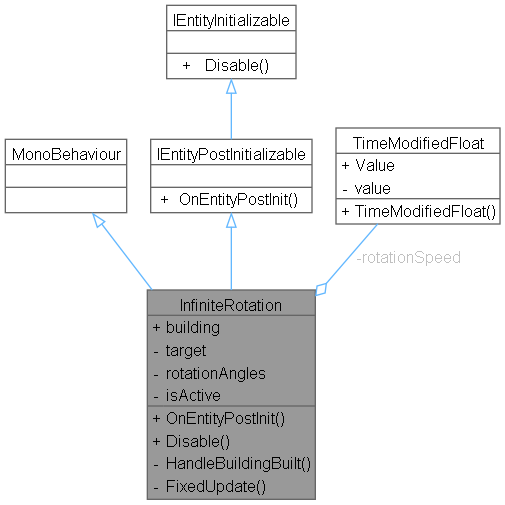 IEntityInitializable
+ Disable()
MonoBehaviour
IEntityPostInitializable
+ OnEntityPostInit()
TimeModifiedFloat
+ Value
- value
+ TimeModifiedFloat()
-rotationSpeed
InfiniteRotation
+ building
- target
- rotationAngles
- isActive
+ OnEntityPostInit()
+ Disable()
- HandleBuildingBuilt()
- FixedUpdate()